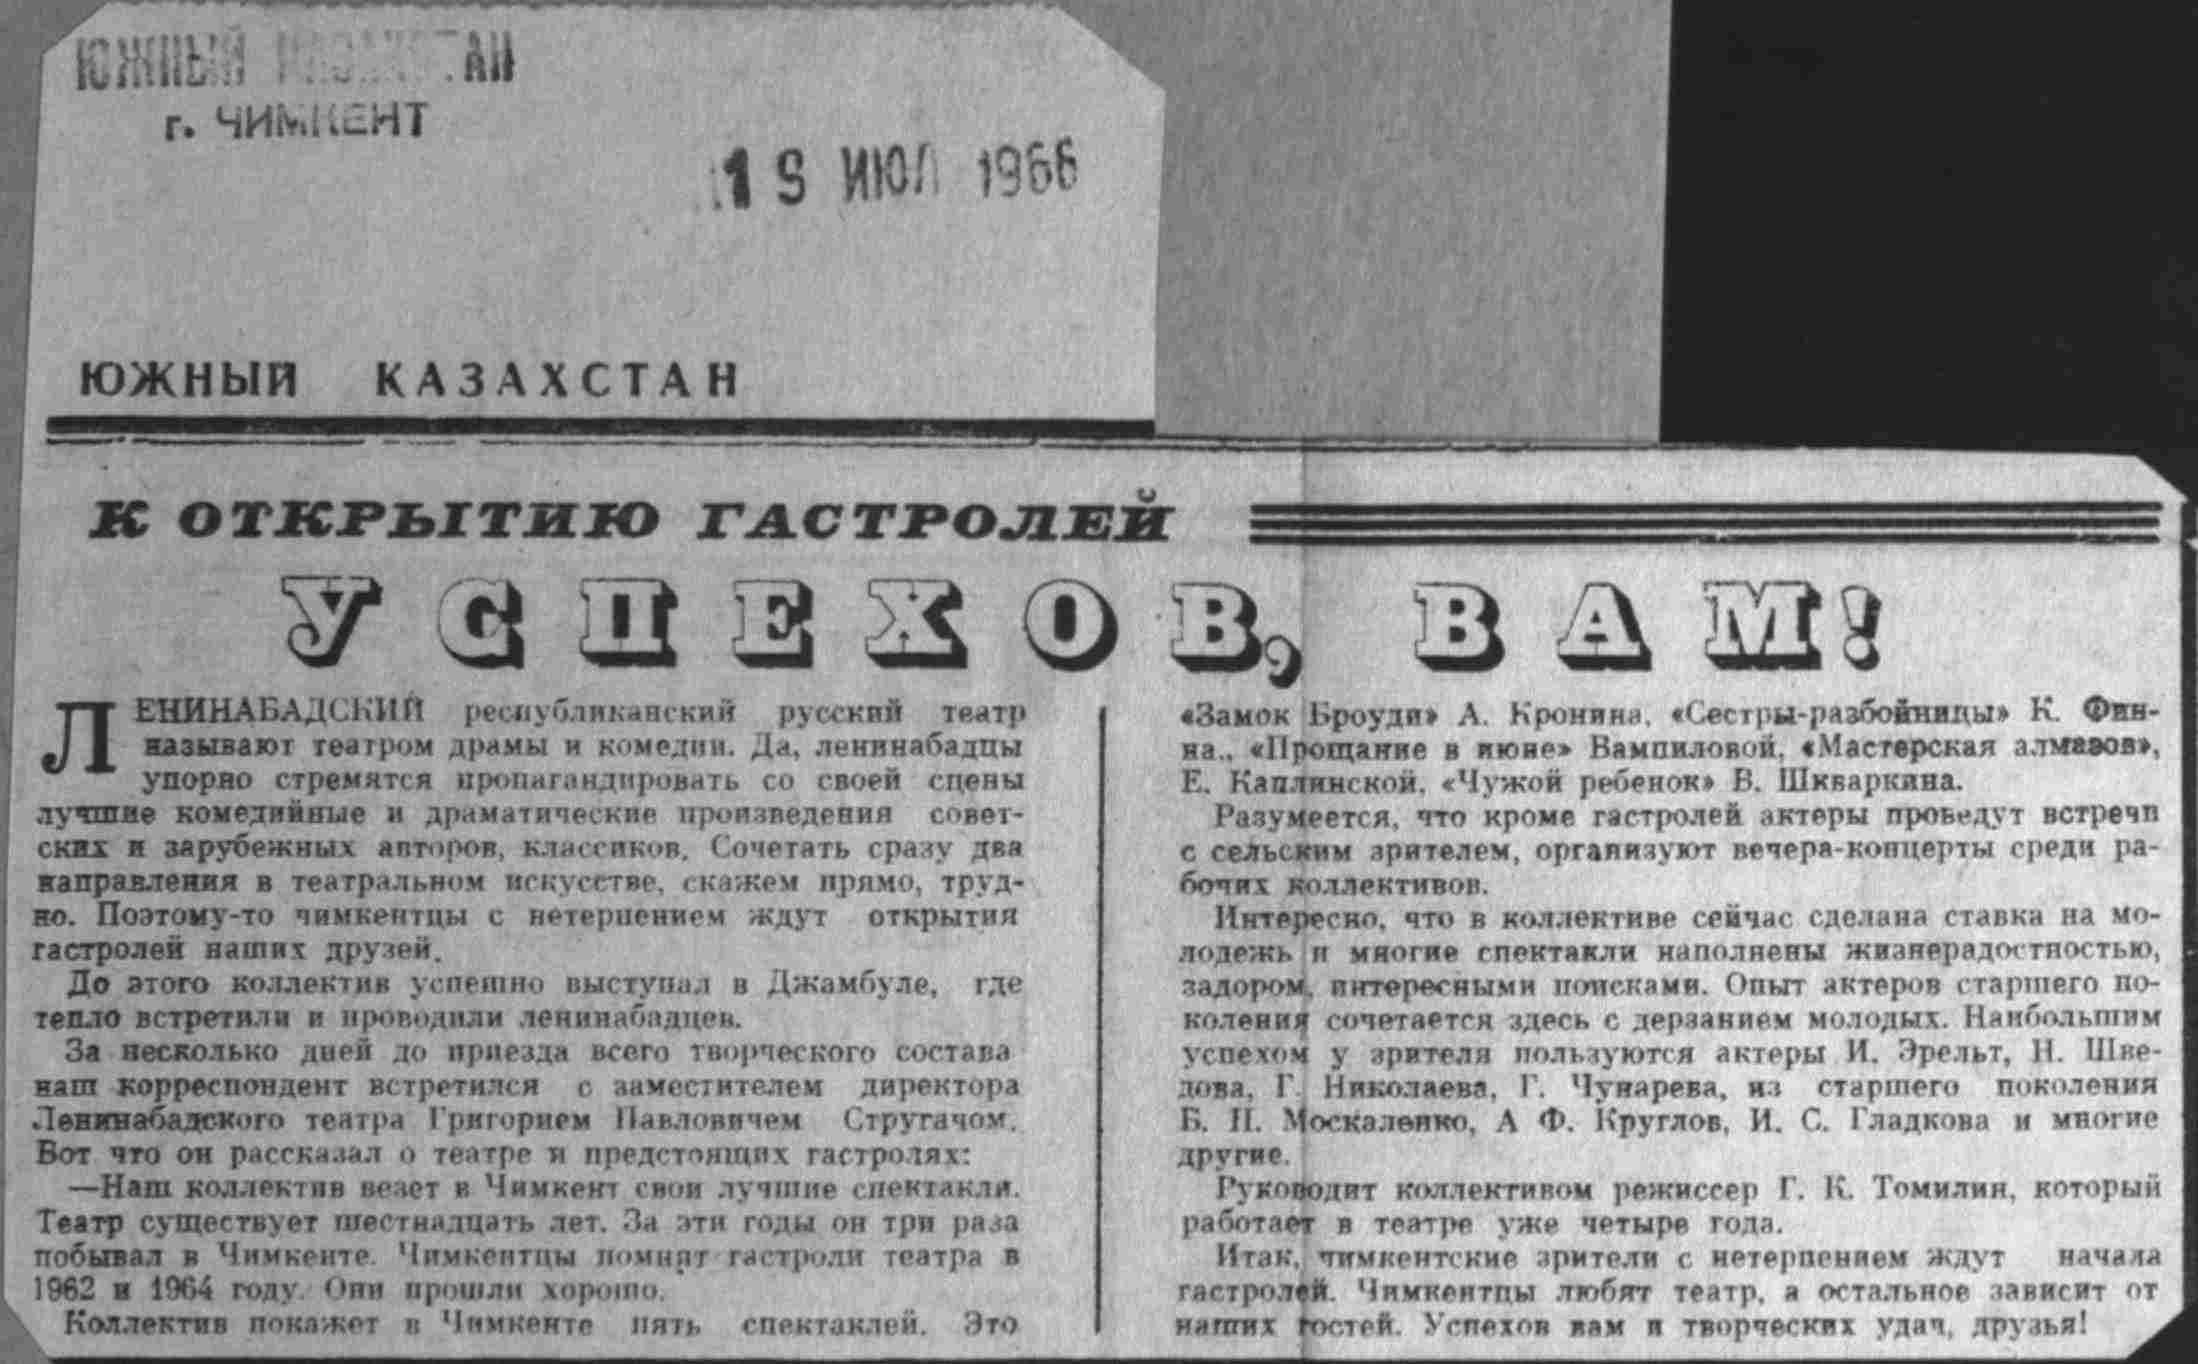 ЮЖНЫЙ КАЗАХСТАН
г. ЧИМКЕНТ
19 ИЮЛ 1966
ЮЖНЫЙ КАЗАХСТАН
К ОТКРЫТИЮ ГАСТРОЛЕЙ
УСПЕХОВ, ВАМ!
ЛЕНИНАБАДСКИЙ республиканский русский театр
называют театром драмы и комедии. Да, ленинабадцы
упорно стремятся пропагандировать со своей сцены
лучшие комедийные и драматические произведения совет-
ских и зарубежных авторов, классиков. Сочетать сразу два
направления в театральном искусстве, скажем прямо, труд-
но. Поэтому-то чимкентцы с нетерпением ждут открытия
гастролей наших друзей.
До этого коллектив успешно выступал в Джамбуле, где
тепло встретили и проводили ленинабадцев.
За несколько дней до приезда всего творческого состава
наш корреспондент встретился с заместителем директора
Ленинабадского театра Григорием Павловичем Стругачом.
Вот что он рассказал о театре и предстоящих гастролях:
—Наш коллектив везет в Чимкент свои лучшие спектакли.
Театр существует шестнадцать лет. За эти годы он три раза
побывал в Чимкенте. Чимкентцы помнят гастроли театра в
1962 и 1964 году. Они прошли хорошо.
Коллектив покажет в Чимкенте пять спектаклей. Это
«Замок Броуди» А. Кронина, «Сестры-разбойницы» К. Фин-
на., «Прощание в июне» Вампиловой, «Мастерская алмазов»,
Е. Каплинской, «Чужой ребенок» В. Шкваркина.
Разумеется, что кроме гастролей актеры проведут встречи
с сельским зрителем, организуют вечера-концерты среди ра-
бочих коллективов.
Интересно, что в коллективе сейчас сделана ставка на мо-
лодежь и многие спектакли наполнены жизнерадостностью,
задором, интересными поисками. Опыт актеров старшего по-
коления сочетается здесь с дерзанием молодых. Наибольшим
успехом у зрителя пользуются актеры И. Эрельт, Н. Шве-
дова, Г. Николаева, Г. Чунарева, из старшего поколения
Б. П. Москаленко, А Ф. Круглов, И. С. Гладкова и многие
другие.
Руководит коллективом режиссер Г. К. Томилин, который
работает в театре уже четыре года.
Итак, чимкентские зрители с нетерпением ждут начала
гастролей. Чимкентцы любят театр, а остальное зависит от
наших гостей. Успехов вам и творческих удач, друзья!